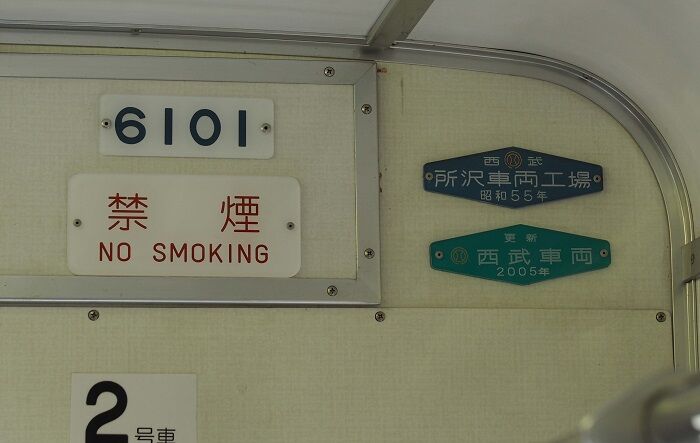 6101
禁煙
NO SMOKING
西武
所沢車両工場
昭和55年
更新
西武車両
2005年
2号車